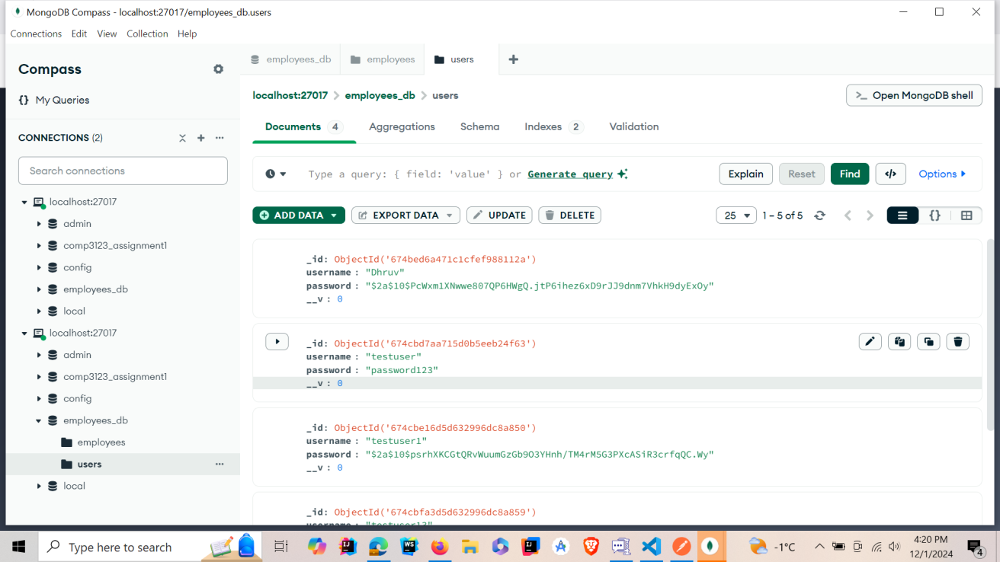 MongoDB Compass - localhost:27017/employees_db.users
Connections Edit View Collection Help
Compass
My Queries
CONNECTIONS (2)
Search connections
localhost:27017
admin
comp3123_assignment1
config
employees_db
local
localhost:27017
admin
comp3123_assignment1
config
employees_db
employees
users
local
employees_db employees users
localhost:27017 > employees_db > users
>_ Open MongoDB shell
Documents 4 Aggregations Schema Indexes 2 Validation
Type a query: { field: 'value' } or Generate query
Explain Reset Find </> Options
ADD DATA EXPORT DATA UPDATE DELETE
25 1 – 5 of 5 {}
_id: ObjectId('674bed6a471c1cfef988112a')
username : "Dhruv"
password : "$2a$10$PcWxm1XNwwe807QP6HWgQ.jtP6ihez6xD9rJJ9dnm7VhkH9dyExOy"
__v : 0
_id: ObjectId('674cbd7aa715d0b5eeb24f63')
username : "testuser"
password : "password123"
__v : 0
_id: ObjectId('674cbe16d5d632996dc8a850')
username : "testuser1"
password : "$2a$10$psrhXKCGtQRvWuumGzGb9O3YHnh/TM4rM5G3PXcASiR3crfqQC.Wy"
__v : 0
_id: ObjectId('674cbfa3d5d632996dc8a859')
username : "testuser13"
Type here to search
-1°C
4:20 PM
12/1/2024
4